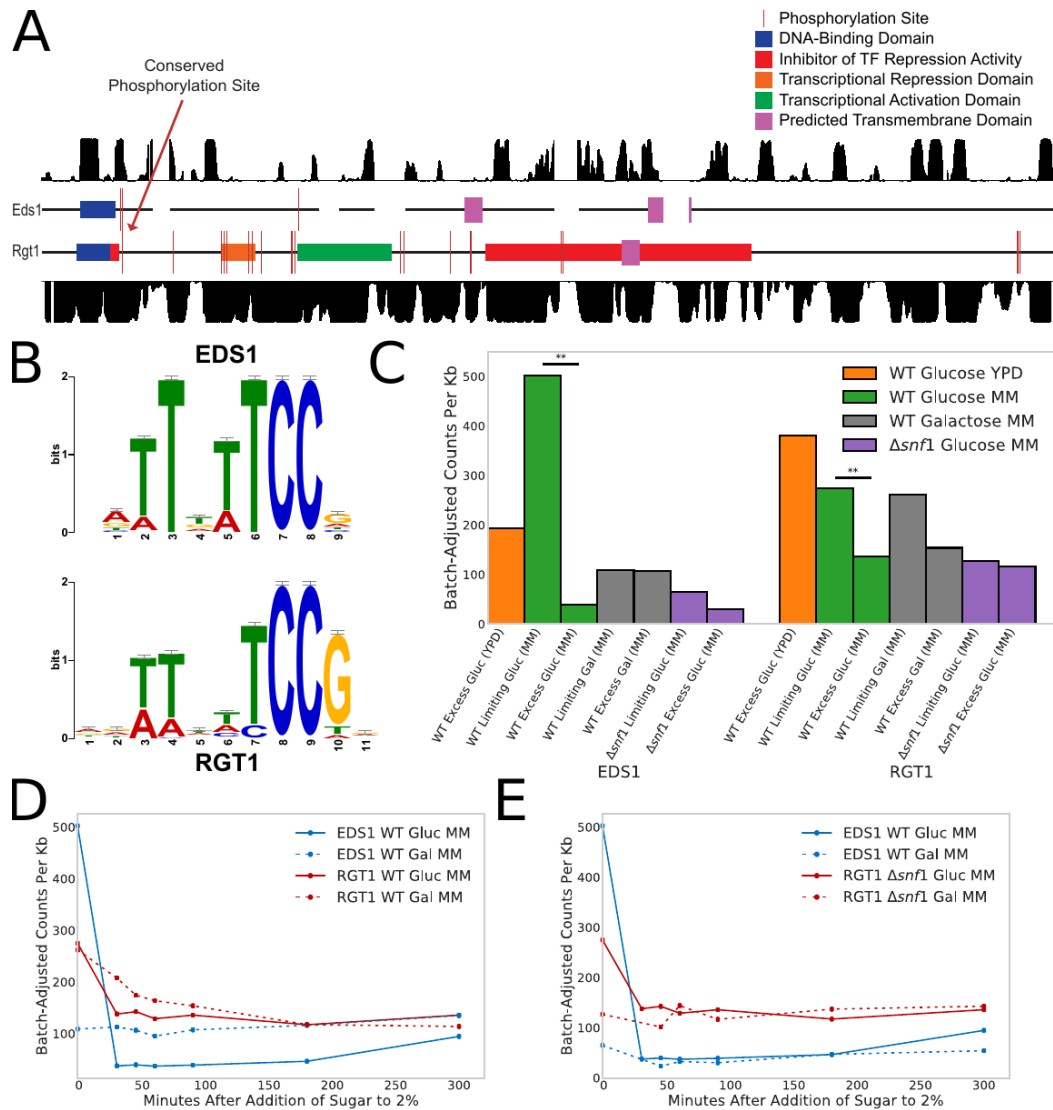 A
Phosphorylation Site
DNA-Binding Domain
Inhibitor of TF Repression Activity
Transcriptional Repression Domain
Transcriptional Activation Domain
Predicted Transmembrane Domain
Conserved
Phosphorylation Site
Eds1
Rgt1
B
EDS1
2
1
0
bits
1 2 3 4 5 6 7 8 9
2
1
0
bits
1 2 3 4 5 6 7 8 9 10 11
RGT1
C
Batch-Adjusted Counts Per Kb
500
400
300
200
100
0
**
**
WT Glucose YPD
WT Glucose MM
WT Galactose MM
Δsnf1 Glucose MM
WT Excess Gluc (YPD)
WT Limiting Gluc (MM)
WT Excess Gluc (MM)
WT Limiting Gal (MM)
WT Excess Gal (MM)
Δsnf1 Limiting Gluc (MM)
Δsnf1 Excess Gluc (MM)
EDS1
WT Excess Gluc (YPD)
WT Limiting Gluc (MM)
WT Excess Gluc (MM)
WT Limiting Gal (MM)
WT Excess Gal (MM)
Δsnf1 Limiting Gluc (MM)
Δsnf1 Excess Gluc (MM)
RGT1
D
Batch-Adjusted Counts Per Kb
500
400
300
200
100
EDS1 WT Gluc MM
EDS1 WT Gal MM
RGT1 WT Gluc MM
RGT1 WT Gal MM
0 50 100 150 200 250 300
Minutes After Addition of Sugar to 2%
E
Batch-Adjusted Counts Per Kb
500
400
300
200
100
0
EDS1 WT Gluc MM
EDS1 WT Gal MM
RGT1 Δsnf1 Gluc MM
RGT1 Δsnf1 Gal MM
0 50 100 150 200 250 300
Minutes After Addition of Sugar to 2%